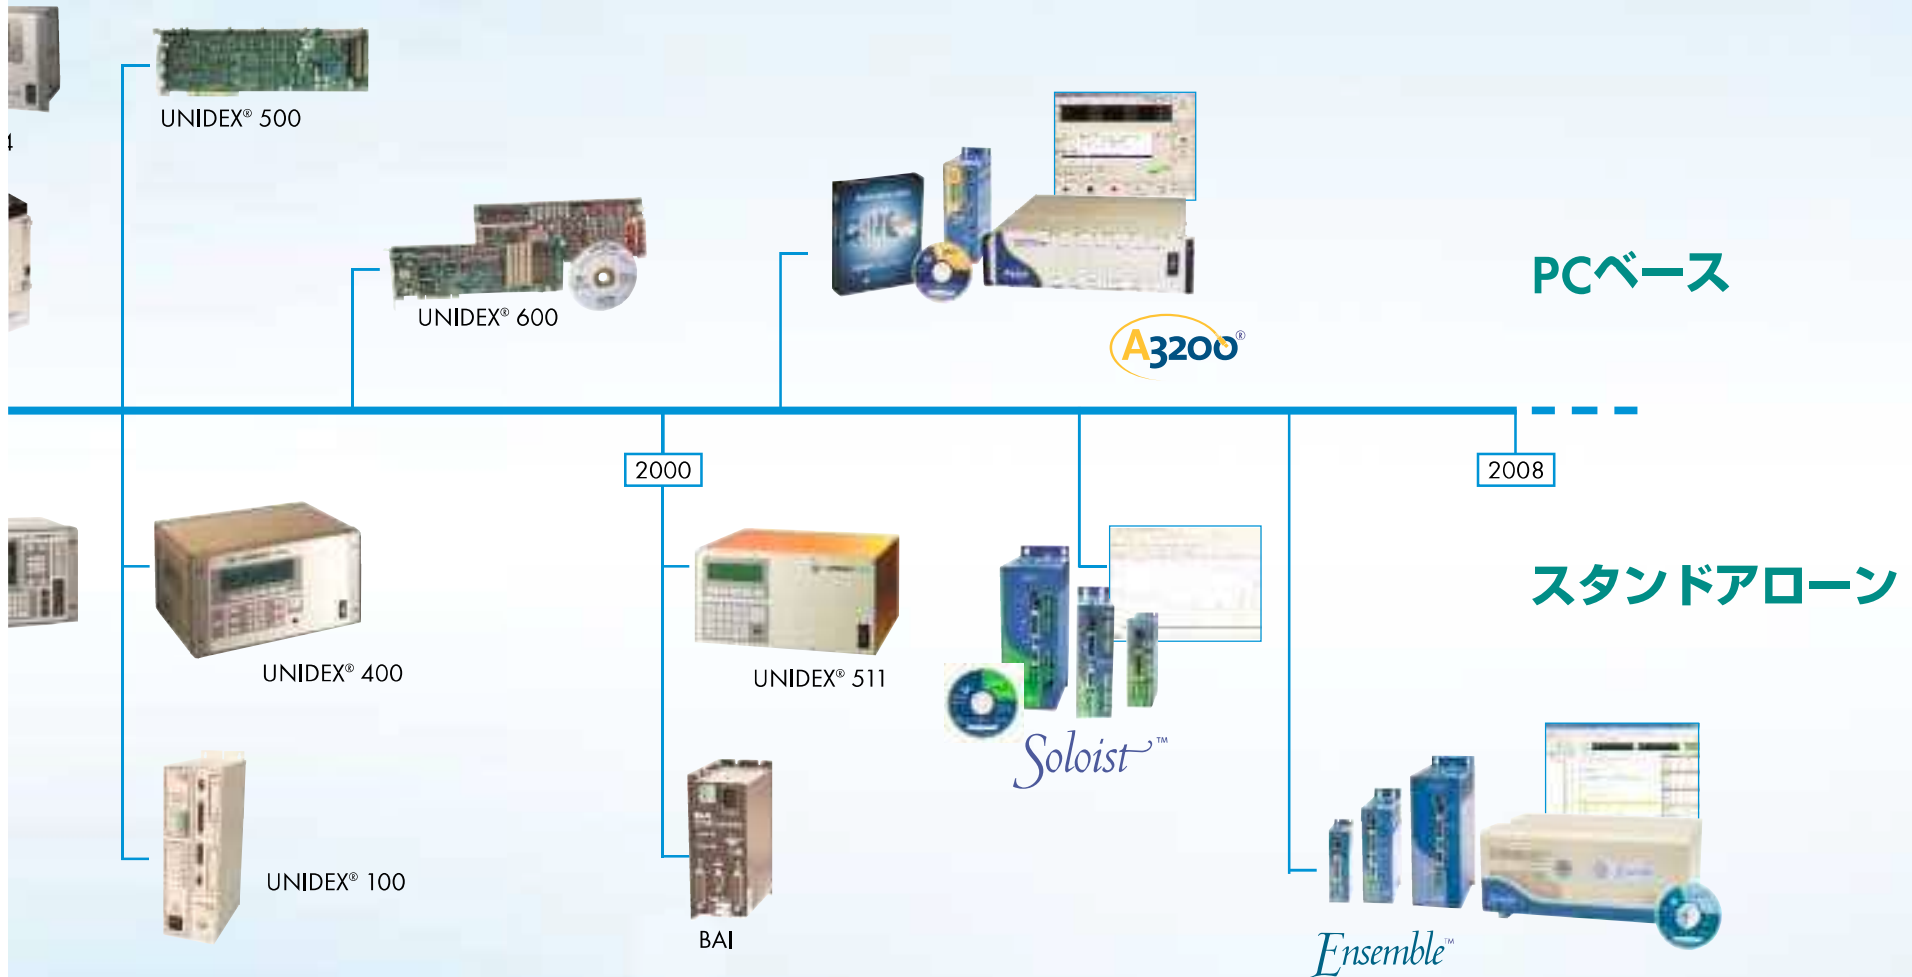 UNIDEX® 500
4
UNIDEX® 600
A3200®
PCベース
2000
2008
スタンドアローン
UNIDEX® 400
UNIDEX® 511
Soloist™
UNIDEX® 100
BAI
Ensemble™